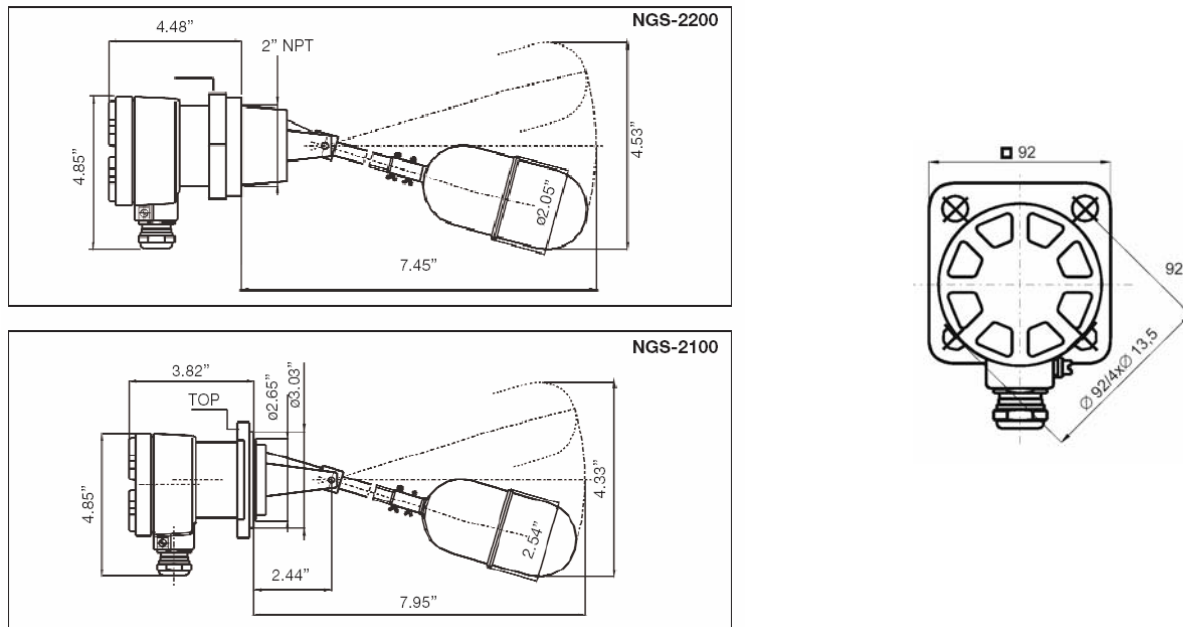 NGS-2200
4.48”
2” NPT
4.85”
4.53”
ø2.05”
7.45”
NGS-2100
3.82”
TOP
ø2.65”
ø3.03”
4.85”
4.33”
2.54”
2.44”
7.95”
92
92
Ø 92/4xØ 13,5